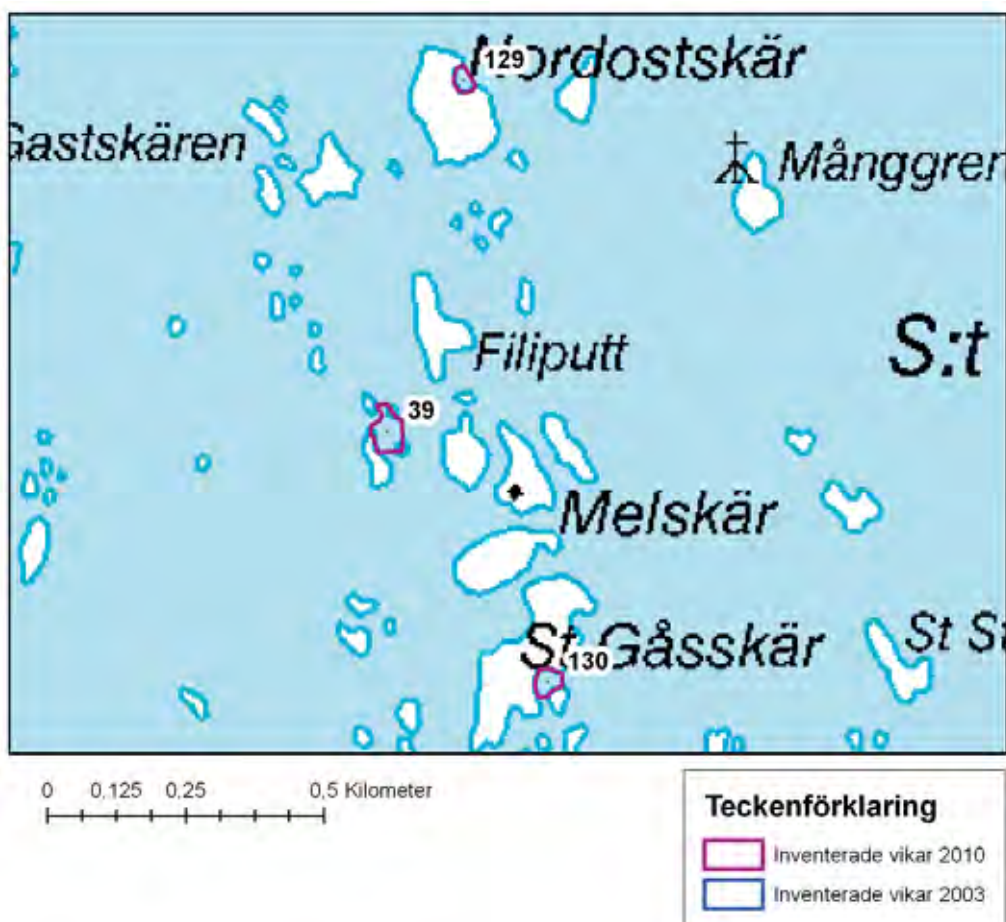 Nordostskär
129
Gastskären
Månggren
Filiputt
S:t
39
Melskär
St Gåsskär
130
St St
0 0,125 0,25 0,5 Kilometer
Teckenförklaring
Inventerade vikar 2010
Inventerade vikar 2003